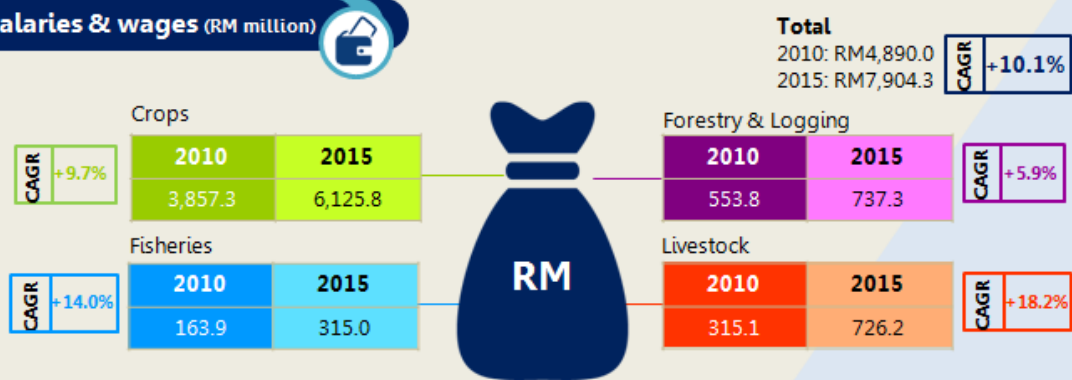 alaries & wages (RM million)
Total
2010: RM4,890.0
2015: RM7,904.3
CAGR +10.1%
Crops
2010 2015
3,857.3 6,125.8
CAGR +9.7%
Forestry & Logging
2010 2015
553.8 737.3
CAGR +5.9%
Fisheries
2010 2015
163.9 315.0
CAGR +14.0%
RM
Livestock
2010 2015
315.1 726.2
CAGR +18.2%